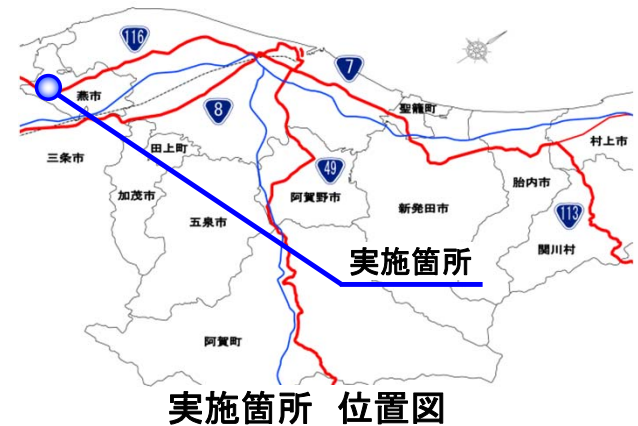 116
7
燕市
8
聖籠町
三条市
田上町
村上市
49
加茂市
五泉市
阿賀野市
新発田市
胎内市
113
関川村
実施箇所
阿賀町
実施箇所 位置図